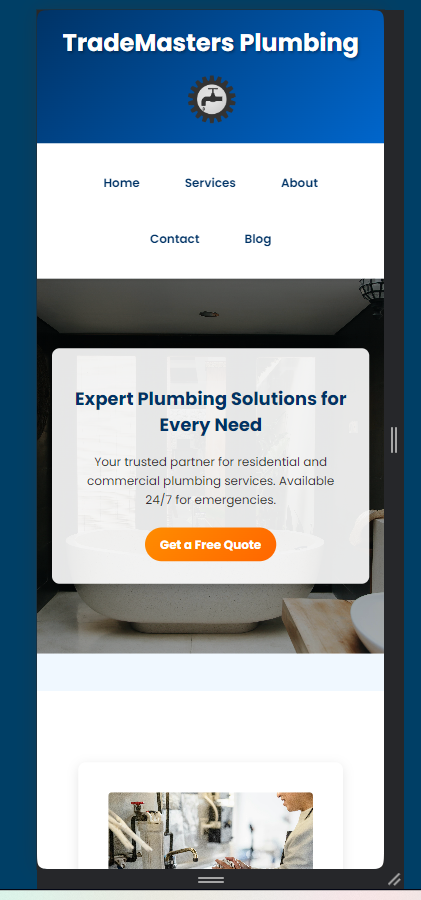 TradeMasters Plumbing
Home Services About
Contact Blog
Expert Plumbing Solutions for
Every Need
Your trusted partner for residential and
commercial plumbing services. Available
24/7 for emergencies.
Get a Free Quote